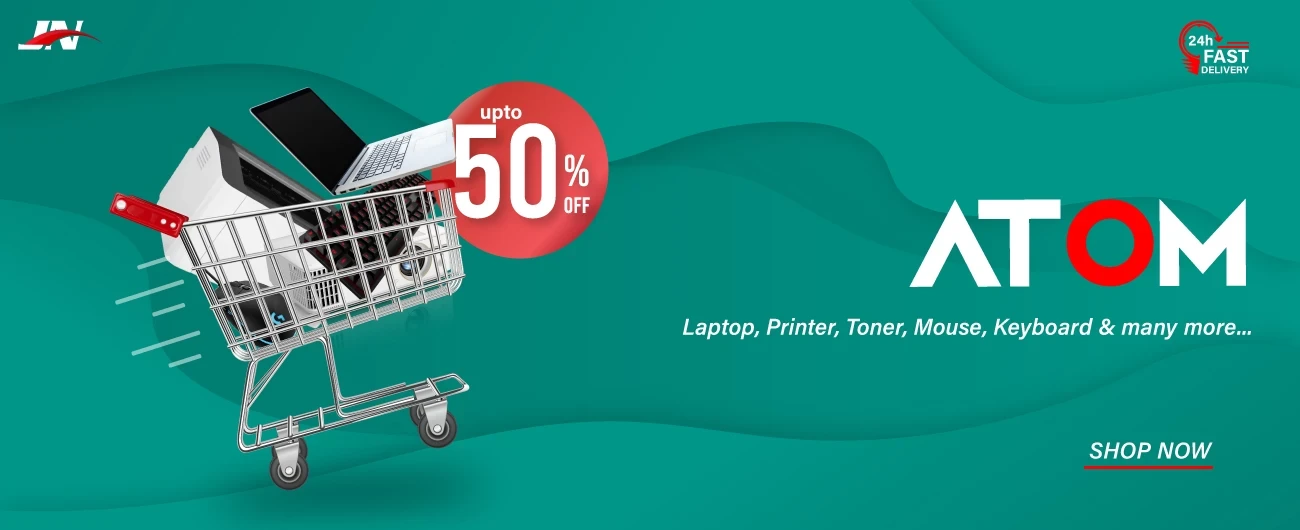 JN
24h
FAST
DELIVERY
upto
50%
OFF
ATOM
Laptop, Printer, Toner, Mouse, Keyboard & many more...
SHOP NOW